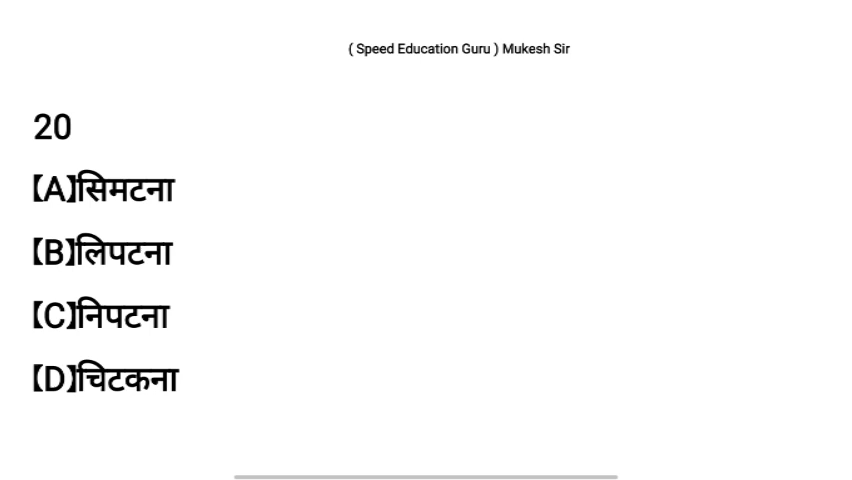 ( Speed Education Guru ) Mukesh Sir
20
【A】सिमटना
【B】लिपटना
【C】निपटना
【D】चिटकना